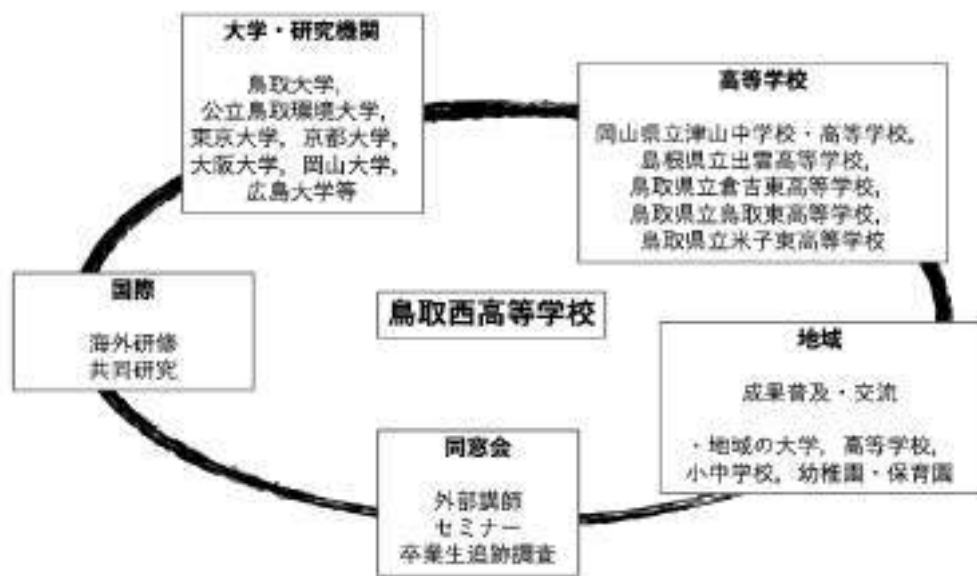 大学・研究機関
鳥取大学,
公立鳥取環境大学,
東京大学, 京都大学,
大阪大学, 岡山大学,
広島大学等
高等学校
岡山県立津山中学校・高等学校,
島根県立出雲高等学校,
鳥取県立倉吉東高等学校,
鳥取県立鳥取東高等学校,
鳥取県立米子東高等学校
国際
海外研修
共同研究
鳥取西高等学校
地域
成果普及・交流
・地域の大学, 高等学校,
小中学校, 幼稚園・保育園
同窓会
外部講師
セミナー
卒業生追跡調査